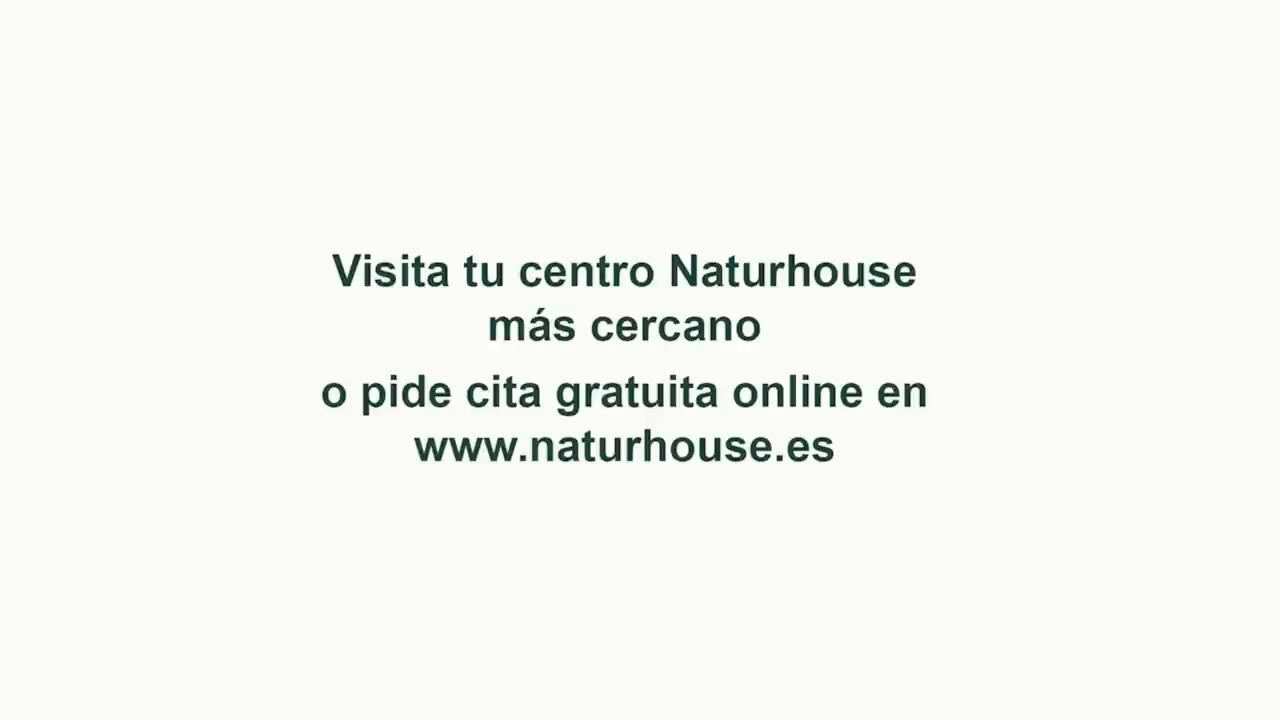 Visita tu centro Naturhouse
más cercano
o pide cita gratuita online en
www.naturhouse.es